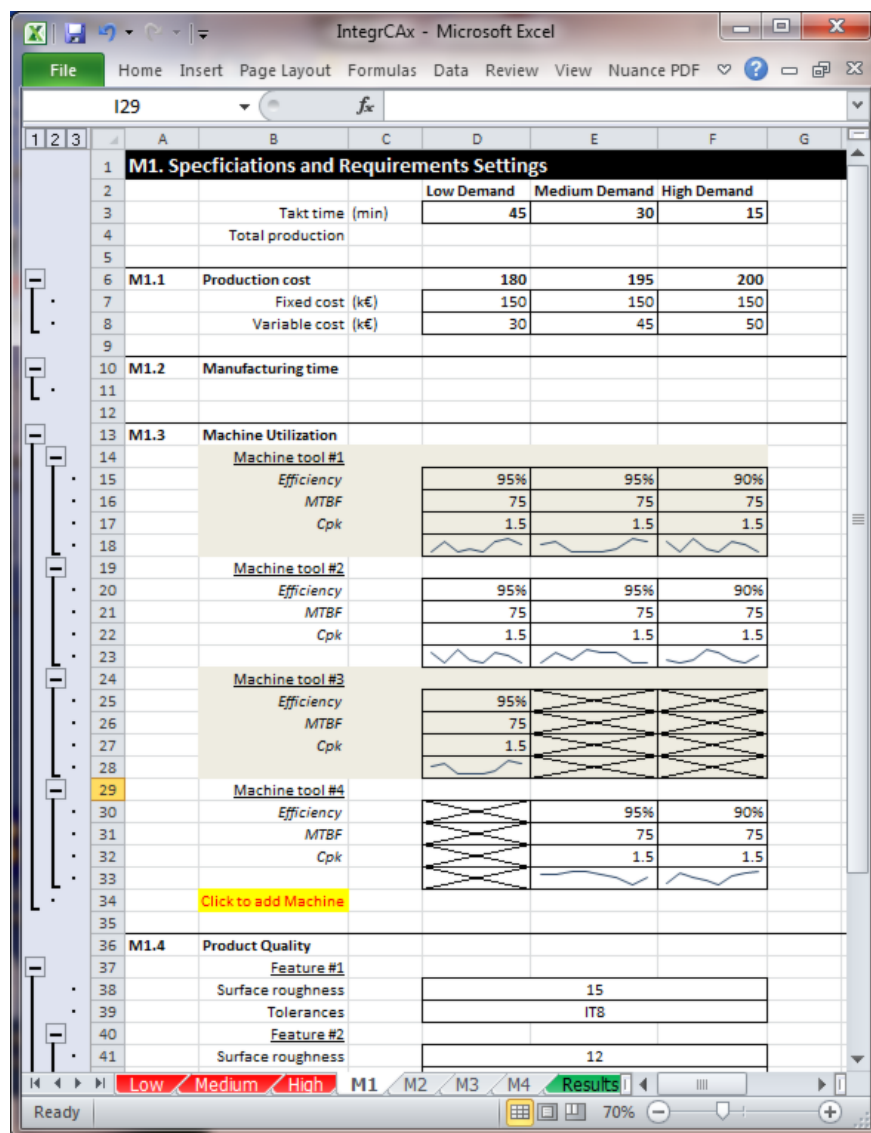 IntegrCAx - Microsoft Excel
File Home Insert Page Layout Formulas Data Review View Nuance PDF
I29 fx
1 2 3 A B C D E F G
1 M1. Specficiations and Requirements Settings
2 Low Demand Medium Demand High Demand
3 Takt time (min) 45 30 15
4 Total production
5
6 M1.1 Production cost 180 195 200
7 Fixed cost (k€) 150 150 150
8 Variable cost (k€) 30 45 50
9
10 M1.2 Manufacturing time
11
12
13 M1.3 Machine Utilization
14 Machine tool #1
15 Efficiency 95% 95% 90%
16 MTBF 75 75 75
17 Cpk 1.5 1.5 1.5
18
19 Machine tool #2
20 Efficiency 95% 95% 90%
21 MTBF 75 75 75
22 Cpk 1.5 1.5 1.5
23
24 Machine tool #3
25 Efficiency 95%
26 MTBF 75
27 Cpk 1.5
28
29 Machine tool #4
30 Efficiency 95% 90%
31 MTBF 75 75
32 Cpk 1.5 1.5
33
34 Click to add Machine
35
36 M1.4 Product Quality
37 Feature #1
38 Surface roughness 15
39 Tolerances IT8
40 Feature #2
41 Surface roughness 12
Low Medium High M1 M2 M3 M4 Results
Ready 70%